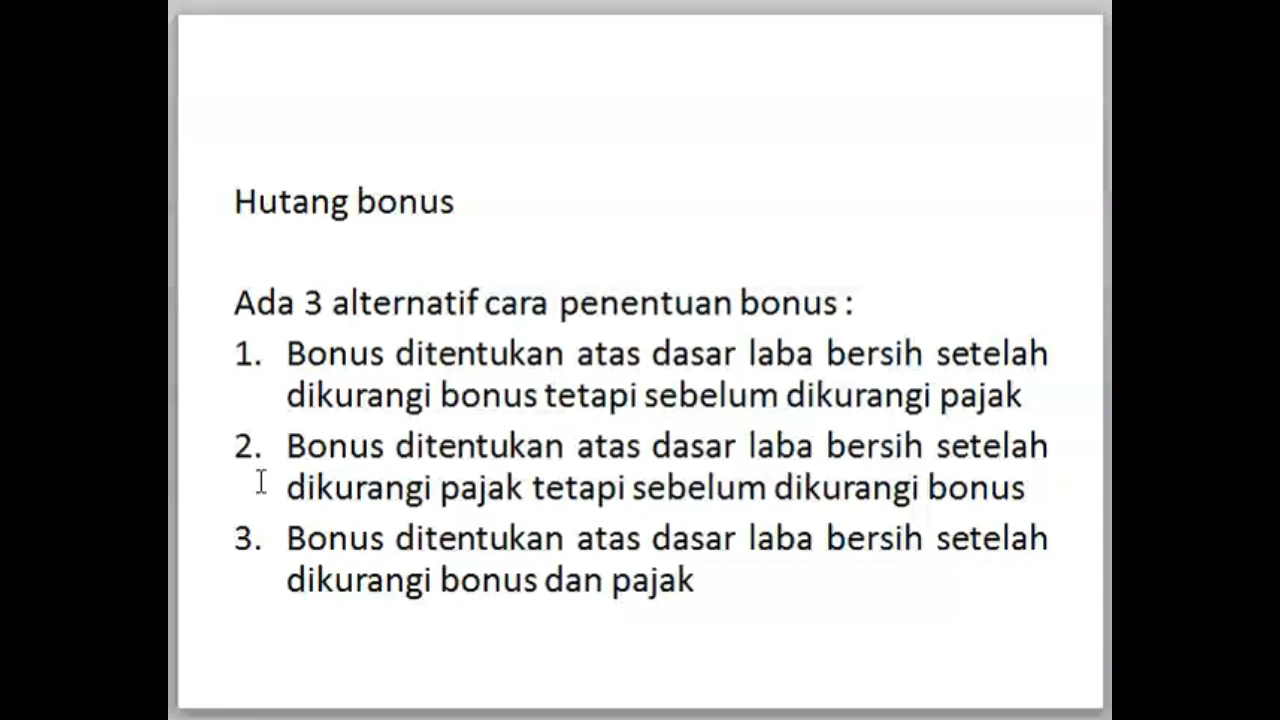 Hutang bonus
Ada 3 alternatif cara penentuan bonus :
1. Bonus ditentukan atas dasar laba bersih setelah
dikurangi bonus tetapi sebelum dikurangi pajak
2. Bonus ditentukan atas dasar laba bersih setelah
dikurangi pajak tetapi sebelum dikurangi bonus
3. Bonus ditentukan atas dasar laba bersih setelah
dikurangi bonus dan pajak